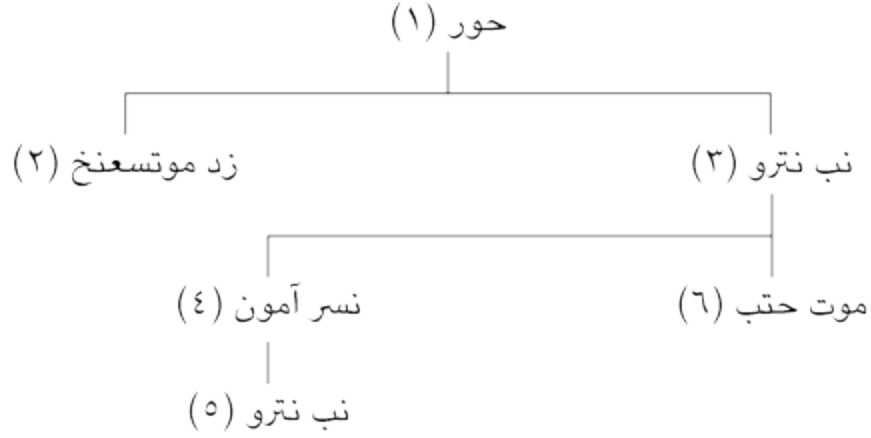 حور (١)
نب نترو (٣) زد موتسعنخ (٢)
موت حتب (٦) نسر آمون (٤)
نب نترو (٥)